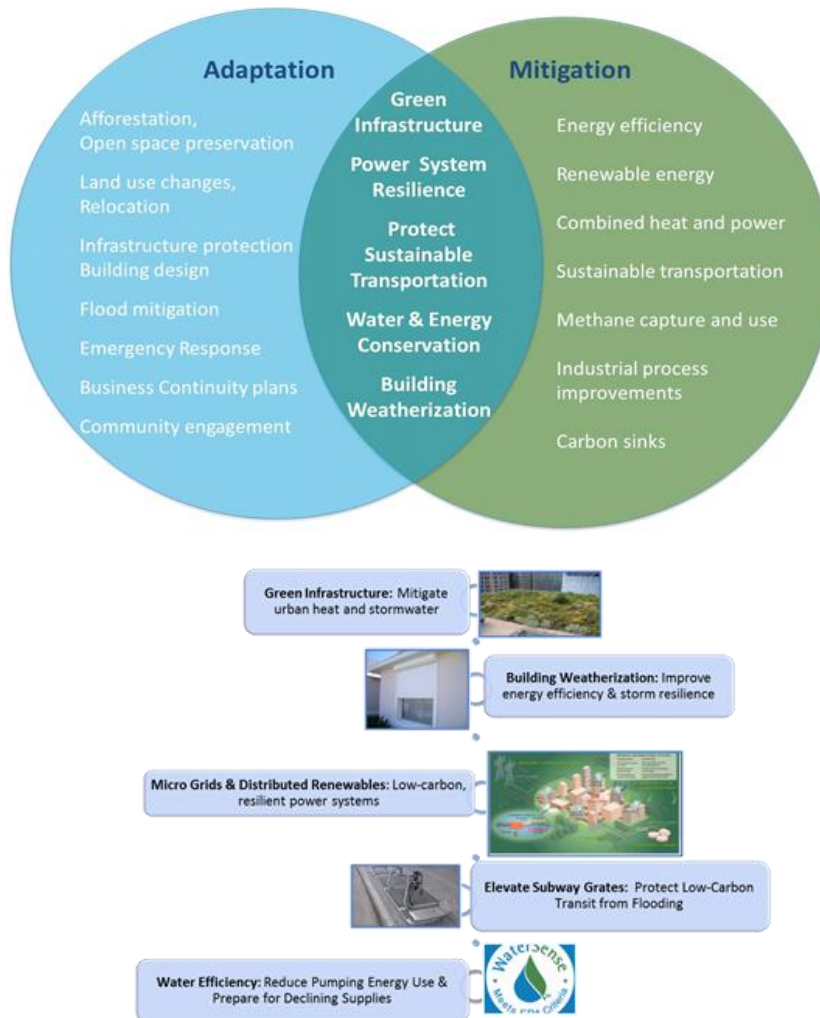 Adaptation
Mitigation
Afforestation,
Open space preservation
Land use changes,
Relocation
Infrastructure protection
Building design
Flood mitigation
Emergency Response
Business Continuity plans
Community engagement
Green
Infrastructure
Power System
Resilience
Protect
Sustainable
Transportation
Water & Energy
Conservation
Building
Weatherization
Energy efficiency
Renewable energy
Combined heat and power
Sustainable transportation
Methane capture and use
Industrial process
improvements
Carbon sinks
Green Infrastructure: Mitigate
urban heat and stormwater
Building Weatherization: Improve
energy efficiency & storm resilience
Micro Grids & Distributed Renewables: Low-carbon,
resilient power systems
Elevate Subway Grates: Protect Low-Carbon
Transit from Flooding
Water Efficiency: Reduce Pumping Energy Use &
Prepare for Declining Supplies
WaterSense
Meets EPA Criteria